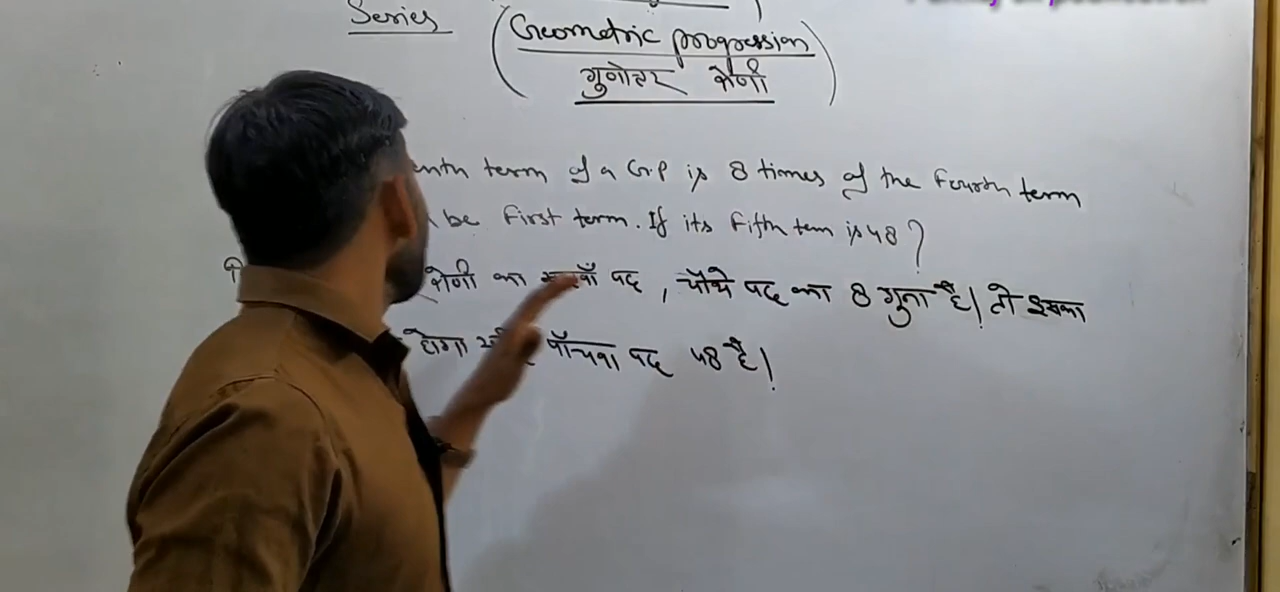 Series (Geometric progression)
गुणोत्तर श्रेणी
term of a G.P is 8 times of the Fourth term
be First term. If its Fifth term is 48?
श्रेणी का पद, चौथे पद का 8 गुना है। तो इसका
होगा पाँचवा पद 48 है।